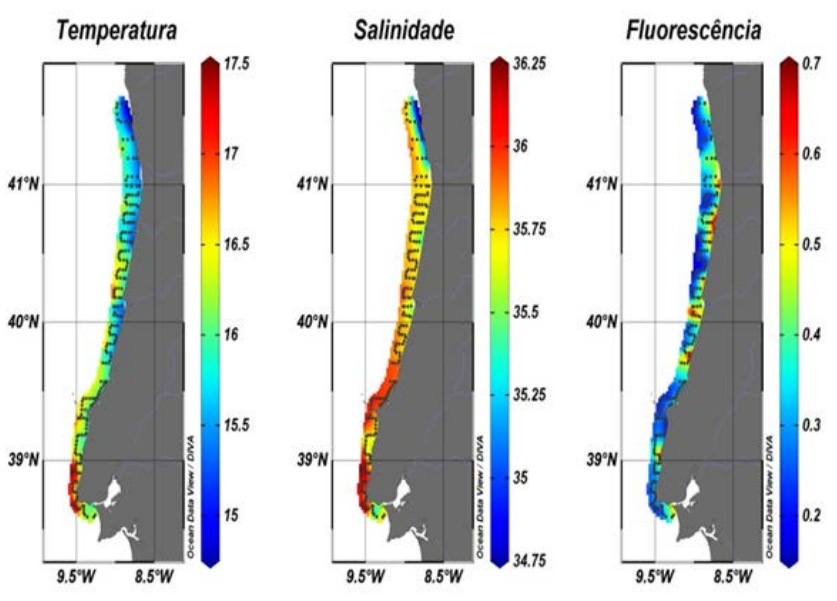 Temperatura
Salinidade
Fluorescência
17.5
17
16.5
16
15.5
15
41°N
40°N
39°N
9.5°W
8.5°W
Ocean Data View / DIVA
36.25
36
35.75
35.5
35.25
35
34.75
41°N
40°N
39°N
9.5°W
8.5°W
Ocean Data View / DIVA
0.7
0.6
0.5
0.4
0.3
0.2
41°N
40°N
39°N
9.5°W
8.5°W
Ocean Data View / DIVA